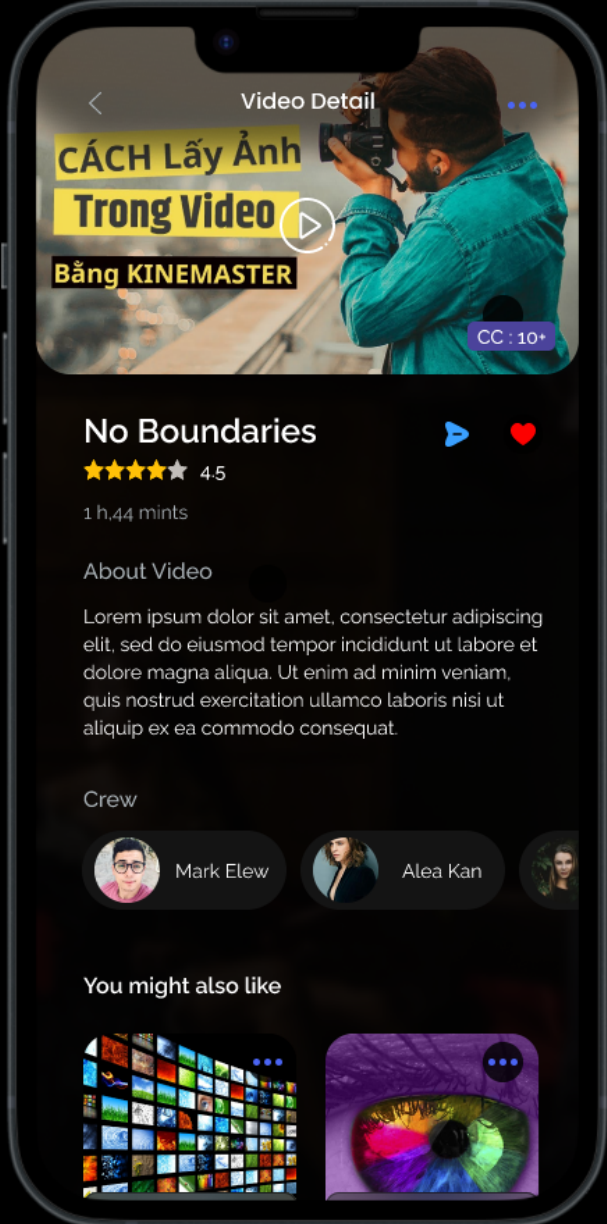 Video Detail
CÁCH Lấy Ảnh
Trong Video
Bằng KINEMASTER
CC : 10+
No Boundaries
4.5
1 h,44 mints
About Video
Lorem ipsum dolor sit amet, consectetur adipiscing
elit, sed do eiusmod tempor incididunt ut labore et
dolore magna aliqua. Ut enim ad minim veniam,
quis nostrud exercitation ullamco laboris nisi ut
aliquip ex ea commodo consequat.
Crew
Mark Elew
Alea Kan
You might also like